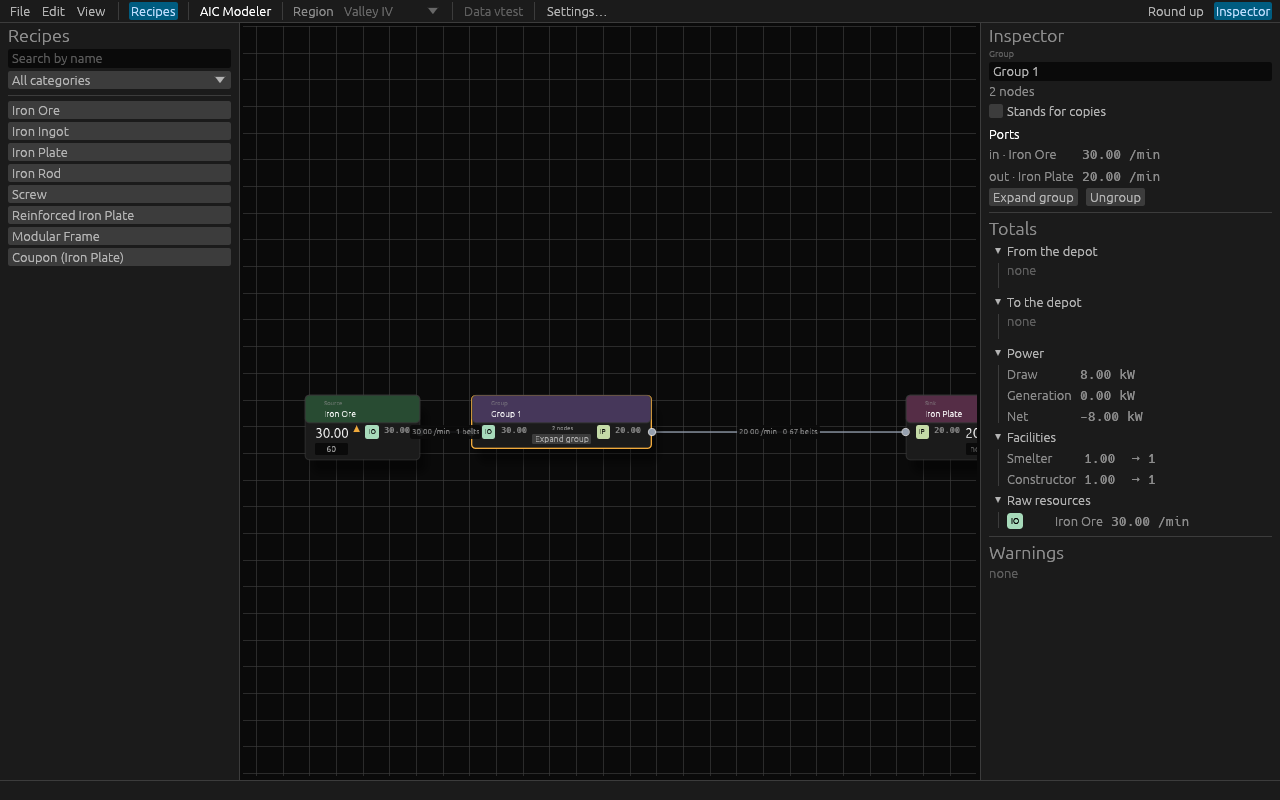 File Edit View Recipes AIC Modeler Region Valley IV Data vtest Settings… Round up Inspector
Recipes
Search by name
All categories
Iron Ore
Iron Ingot
Iron Plate
Iron Rod
Screw
Reinforced Iron Plate
Modular Frame
Coupon (Iron Plate)
Source
Iron Ore
30.00
IO
30.00
60
30.00 /min 1 belts
Group
Group 1
IO
30.00
2 nodes
Expand group
IP
20.00
20.00 /min 0.67 belts
Iron Plate
IP
20.00
Inspector
Group
Group 1
2 nodes
Stands for copies
Ports
in · Iron Ore 30.00 /min
out · Iron Plate 20.00 /min
Expand group Ungroup
Totals
From the depot
none
To the depot
none
Power
Draw 8.00 kW
Generation 0.00 kW
Net −8.00 kW
Facilities
Smelter 1.00 → 1
Constructor 1.00 → 1
Raw resources
IO Iron Ore 30.00 /min
Warnings
none